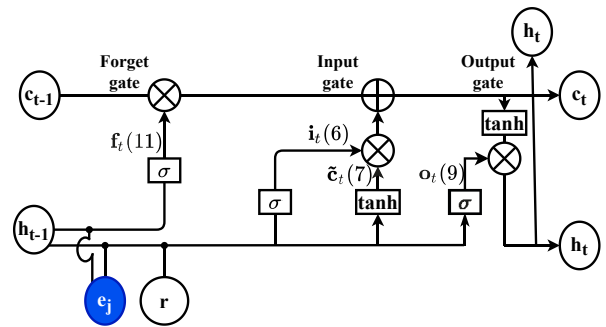 h_t
Forget gate
Input gate
Output gate
c_{t-1}
c_t
tanh
f_t(11)
i_t(6)
σ
c̃_t(7)
o_t(9)
σ
tanh
σ
h_{t-1}
h_t
e_j
r